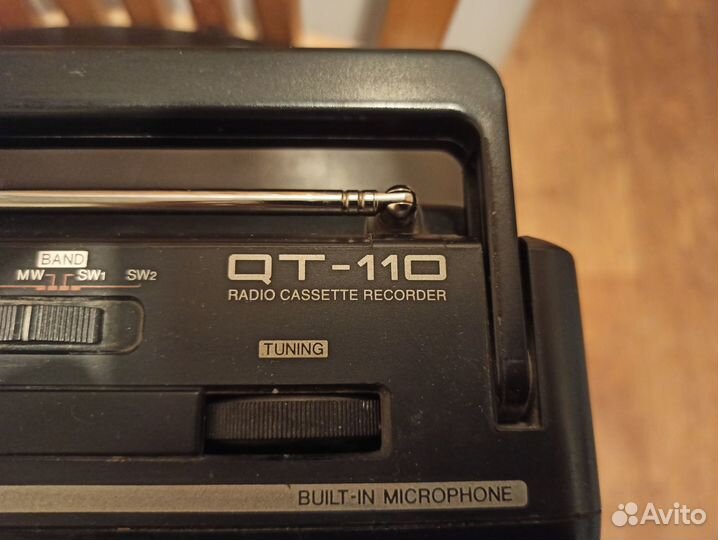 BAND
MW SW1 SW2
QT-110
RADIO CASSETTE RECORDER
TUNING
BUILT-IN MICROPHONE
Avito